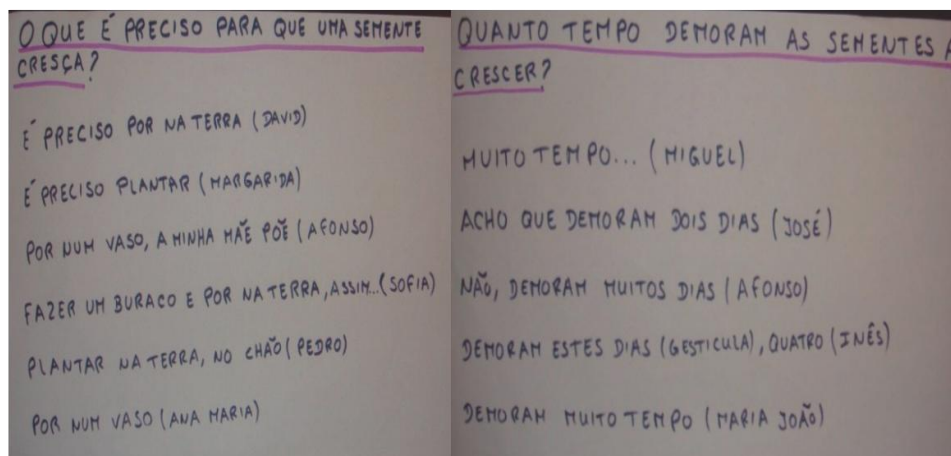 O QUE É PRECISO PARA QUE UMA SEMENTE
CRESÇA?
É PRECISO POR NA TERRA (DAVID)
É PRECISO PLANTAR (MARGARIDA)
POR NUM VASO, A MINHA MÃE PÕE (AFONSO)
FAZER UM BURACO E POR NA TERRA, ASSIM...(SOFIA)
PLANTAR NA TERRA, NO CHÃO (PEDRO)
POR NUM VASO (ANA MARIA)
QUANTO TEMPO DEMORAM AS SEMENTES A
CRESCER?
MUITO TEMPO... (MIGUEL)
ACHO QUE DEMORAM DOIS DIAS (JOSÉ)
NÃO, DEMORAM MUITOS DIAS (AFONSO)
DEMORAM ESTES DIAS (GESTICULA), QUATRO (INÊS)
DEMORAM MUITO TEMPO (MARIA JOÃO)